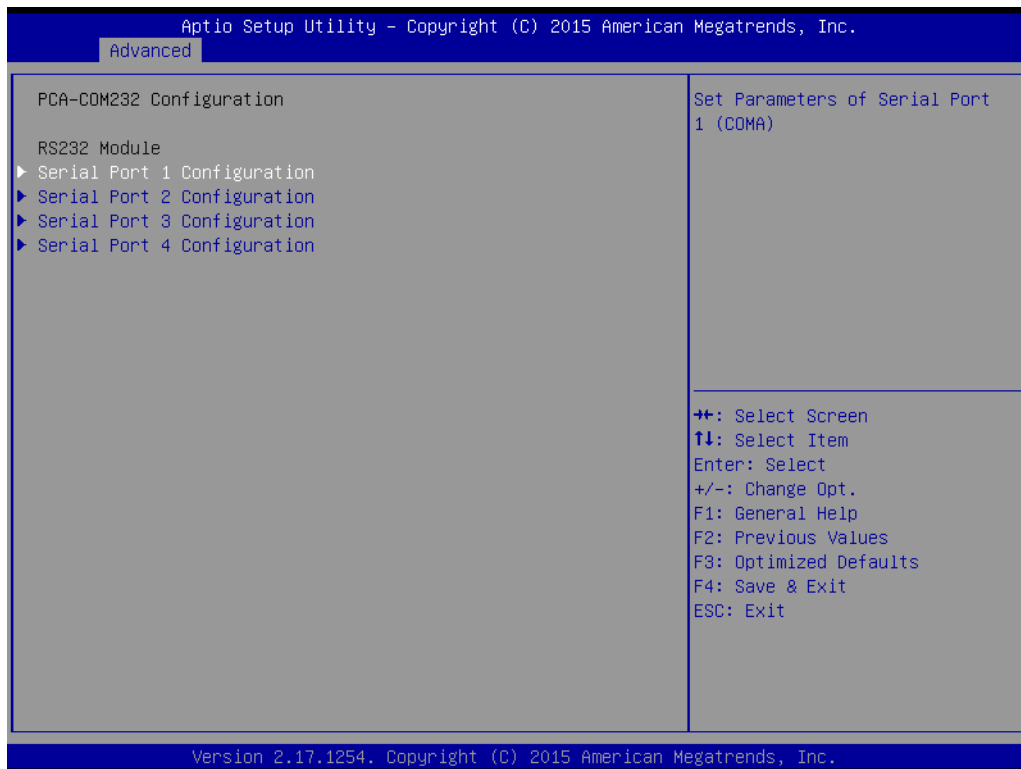 Aptio Setup Utility – Copyright (C) 2015 American Megatrends, Inc.
Advanced
PCA-COM232 Configuration
RS232 Module
▶ Serial Port 1 Configuration
▶ Serial Port 2 Configuration
▶ Serial Port 3 Configuration
▶ Serial Port 4 Configuration
Set Parameters of Serial Port
1 (COMA)
→←: Select Screen
↑↓: Select Item
Enter: Select
+/-: Change Opt.
F1: General Help
F2: Previous Values
F3: Optimized Defaults
F4: Save & Exit
ESC: Exit
Version 2.17.1254. Copyright (C) 2015 American Megatrends, Inc.